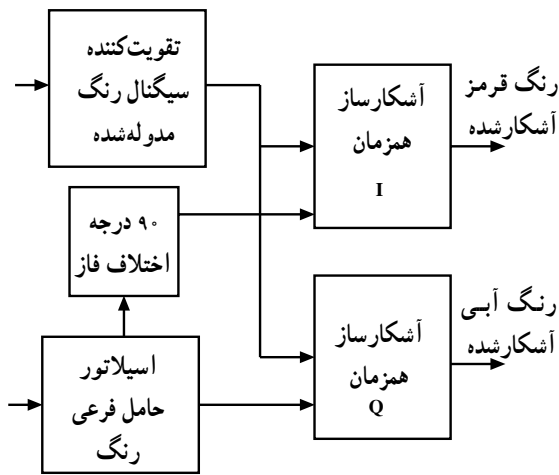 تقویت‌کننده
سیگنال رنگ
مدوله‌شده
آشکارساز
همزمان
I
رنگ قرمز
آشکارشده
۹۰ درجه
اختلاف فاز
آشکارساز
همزمان
Q
رنگ آبی
آشکارشده
اسیلاتور
حامل فرعی
رنگ